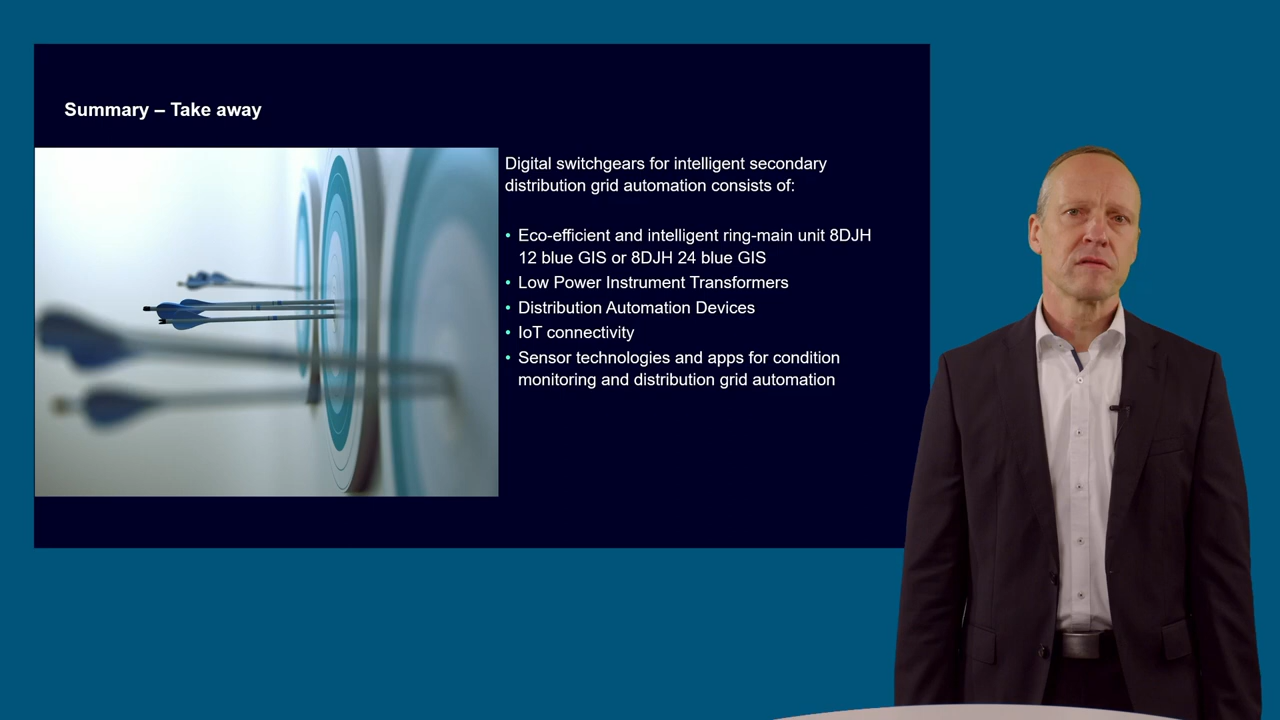 Summary – Take away
Digital switchgears for intelligent secondary
distribution grid automation consists of:
• Eco-efficient and intelligent ring-main unit 8DJH
12 blue GIS or 8DJH 24 blue GIS
• Low Power Instrument Transformers
• Distribution Automation Devices
• IoT connectivity
• Sensor technologies and apps for condition
monitoring and distribution grid automation